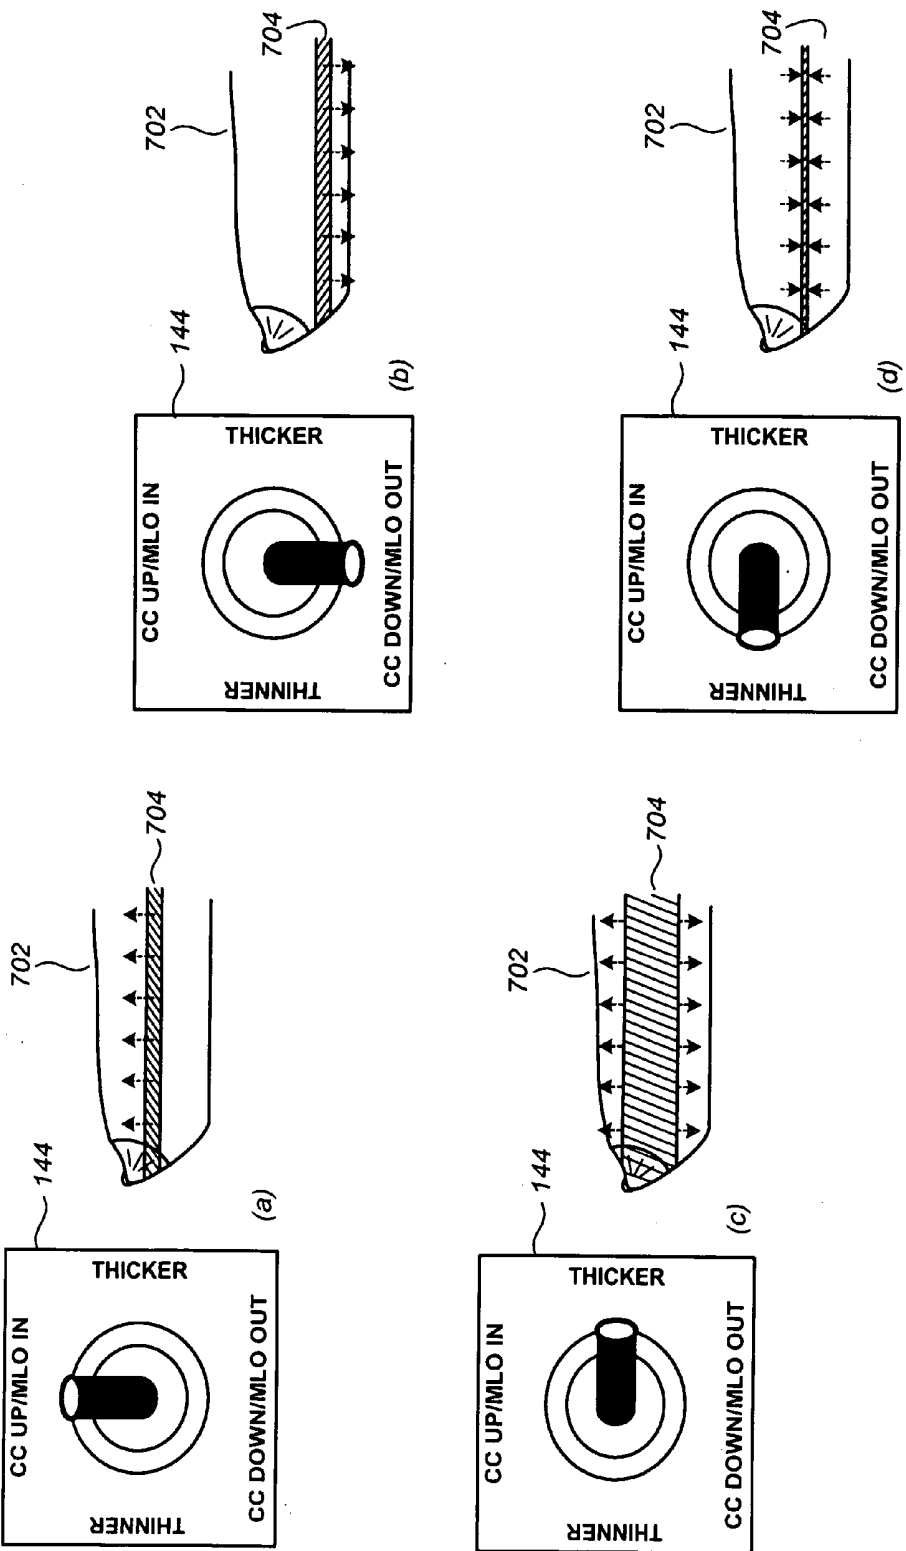 CC UP/MLO IN
THINNER
THICKER
CC DOWN/MLO OUT
144
702
704
(a)
CC UP/MLO IN
THINNER
THICKER
CC DOWN/MLO OUT
144
702
704
(b)
CC UP/MLO IN
THINNER
THICKER
CC DOWN/MLO OUT
144
702
704
(c)
CC UP/MLO IN
THINNER
THICKER
CC DOWN/MLO OUT
144
702
704
(d)